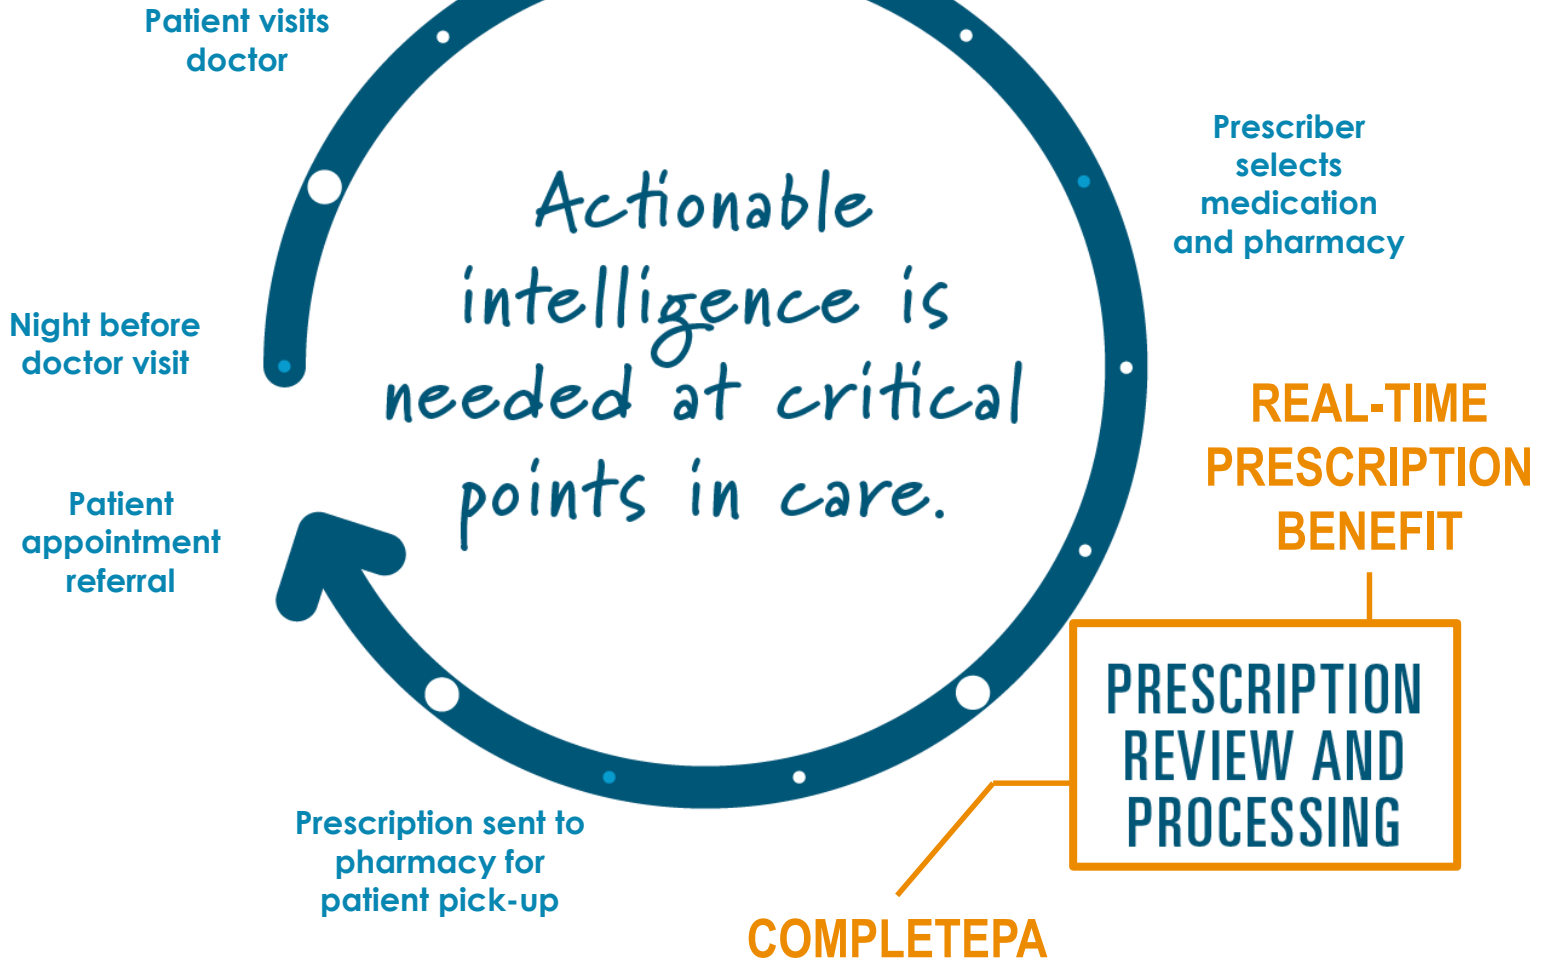 Patient visits
doctor
Prescriber
selects
medication
and pharmacy
Actionable
intelligence is
needed at critical
points in care.
Night before
doctor visit
REAL-TIME
PRESCRIPTION
BENEFIT
Patient
appointment
referral
PRESCRIPTION
REVIEW AND
PROCESSING
Prescription sent to
pharmacy for
patient pick-up
COMPLETEPA